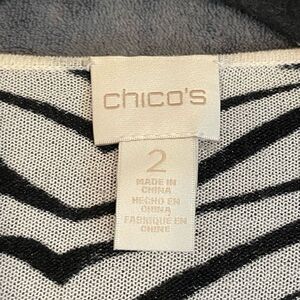 chico's
2
MADE IN
CHINA
HECHO EN
CHINA
FABRIQUÉ EN
CHINE